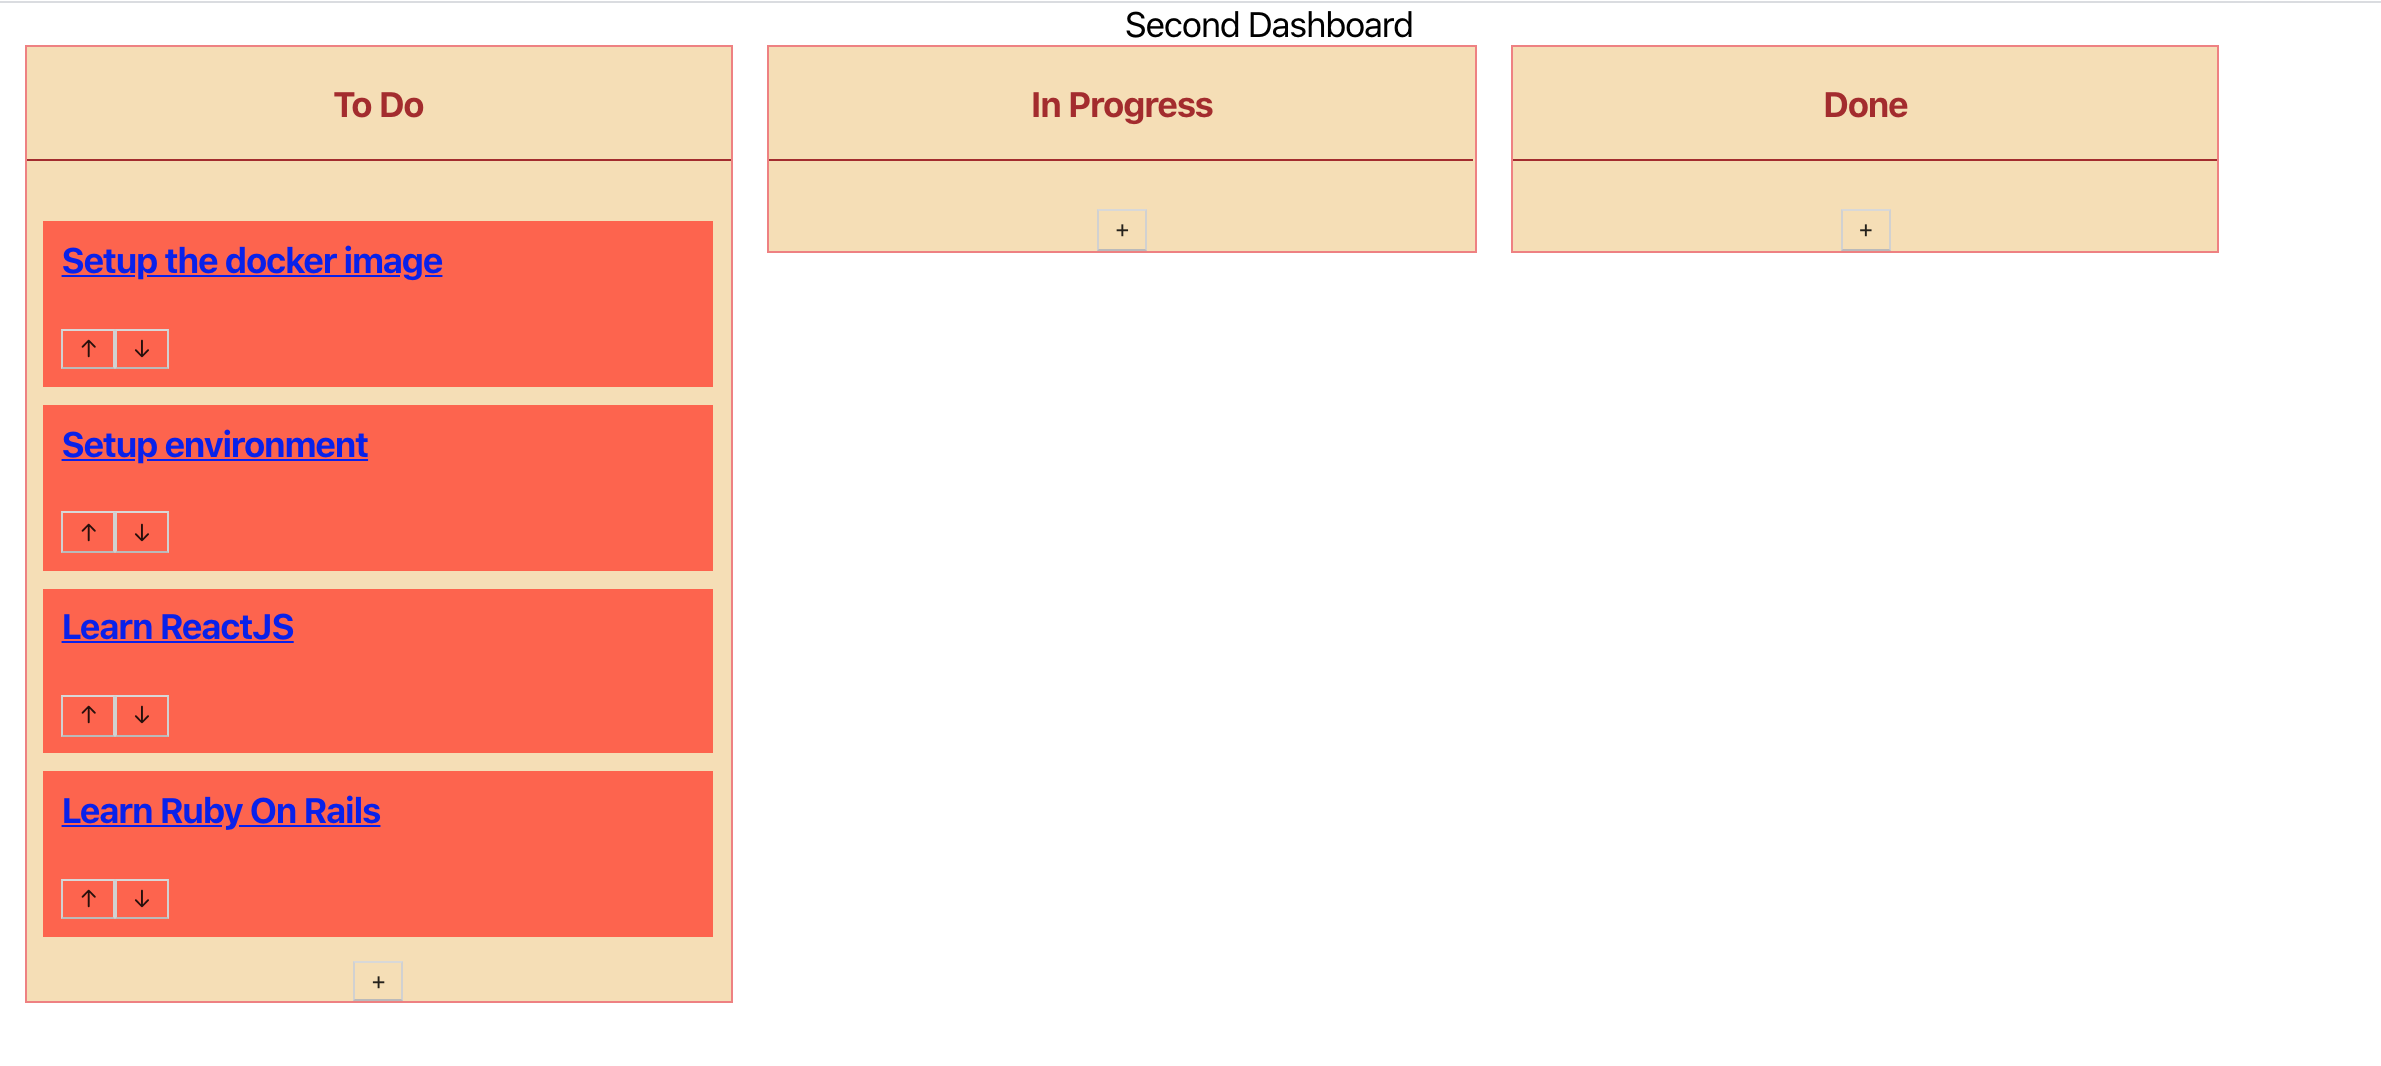 Second Dashboard
To Do
Setup the docker image
↑ ↓
Setup environment
↑ ↓
Learn ReactJS
↑ ↓
Learn Ruby On Rails
↑ ↓
+
In Progress
+
Done
+